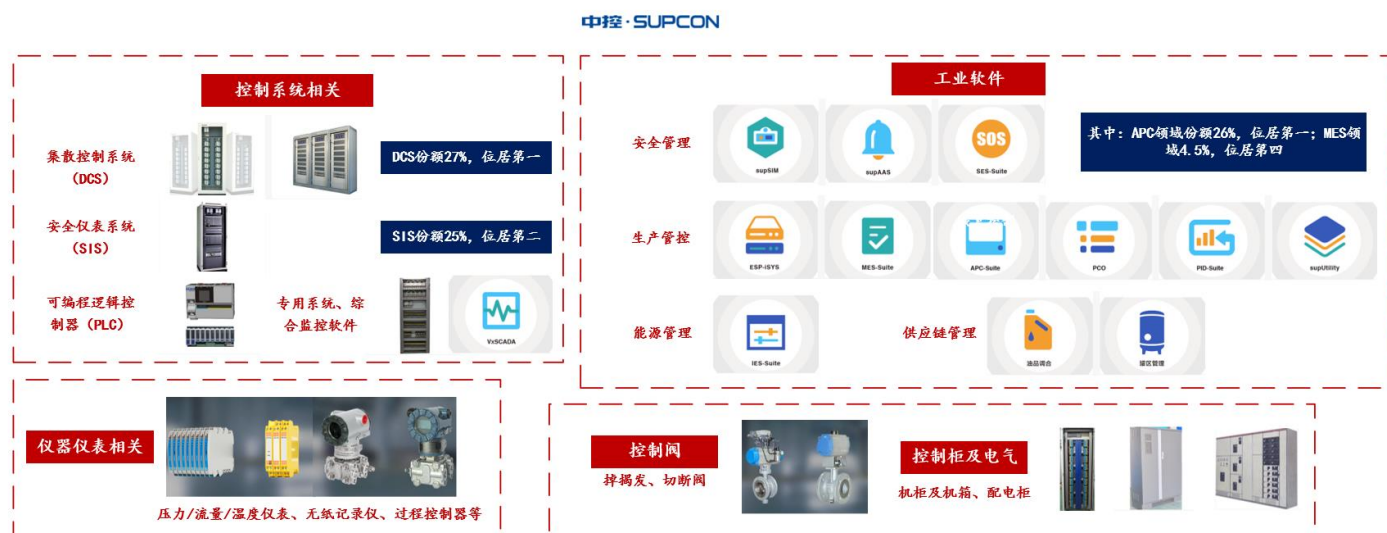 中控·SUPCON
控制系统相关
集散控制系统
（DCS）
DCS份额27%，位居第一
安全仪表系统
（SIS）
SIS份额25%，位居第二
可编程逻辑控
制器（PLC）
专用系统、综
合监控软件
VxSCADA
工业软件
安全管理
supSIM
supAAS
SOS
SES-Suite
其中：APC领域份额26%，位居第一；MES领
域4.5%，位居第四
生产管控
ESP-iSYS
MES-Suite
APC-Suite
PCO
PID-Suite
supUtility
能源管理
IES-Suite
供应链管理
油品调合
罐区管理
仪器仪表相关
压力/流量/温度仪表、无纸记录仪、过程控制器等
控制阀
掉揭发、切断阀
控制柜及电气
机柜及机箱、配电柜